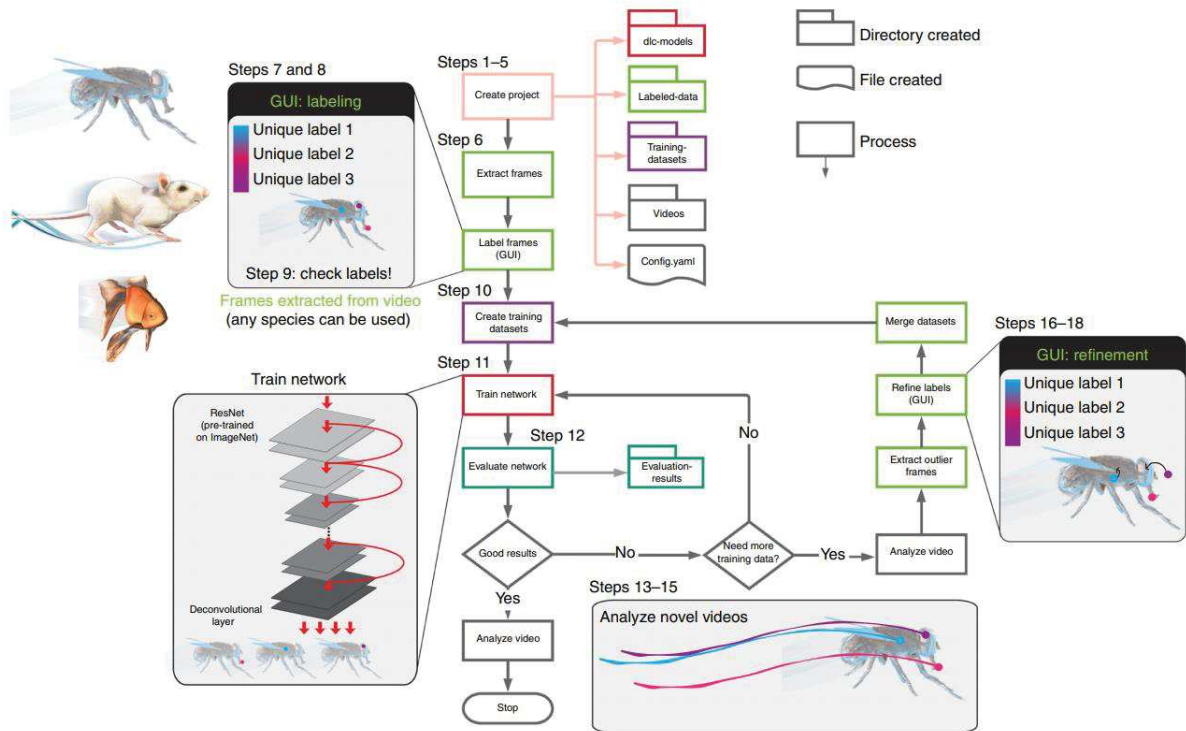 Steps 7 and 8
GUI: labeling
Unique label 1
Unique label 2
Unique label 3
Step 9: check labels!
Frames extracted from video
(any species can be used)
Steps 1–5
Create project
Step 6
Extract frames
Label frames
(GUI)
Step 10
Create training
datasets
Step 11
Train network
Step 12
Evaluate network
Evaluation-
results
Good results
No
Need more
training data?
No
Yes
Analyze video
Extract outlier
frames
Refine labels
(GUI)
Merge datasets
Yes
Analyze video
Stop
dlc-models
Labeled-data
Training-
datasets
Videos
Config.yaml
Directory created
File created
Process
Steps 16–18
GUI: refinement
Unique label 1
Unique label 2
Unique label 3
Train network
ResNet
(pre-trained
on ImageNet)
Deconvolutional
layer
Steps 13–15
Analyze novel videos